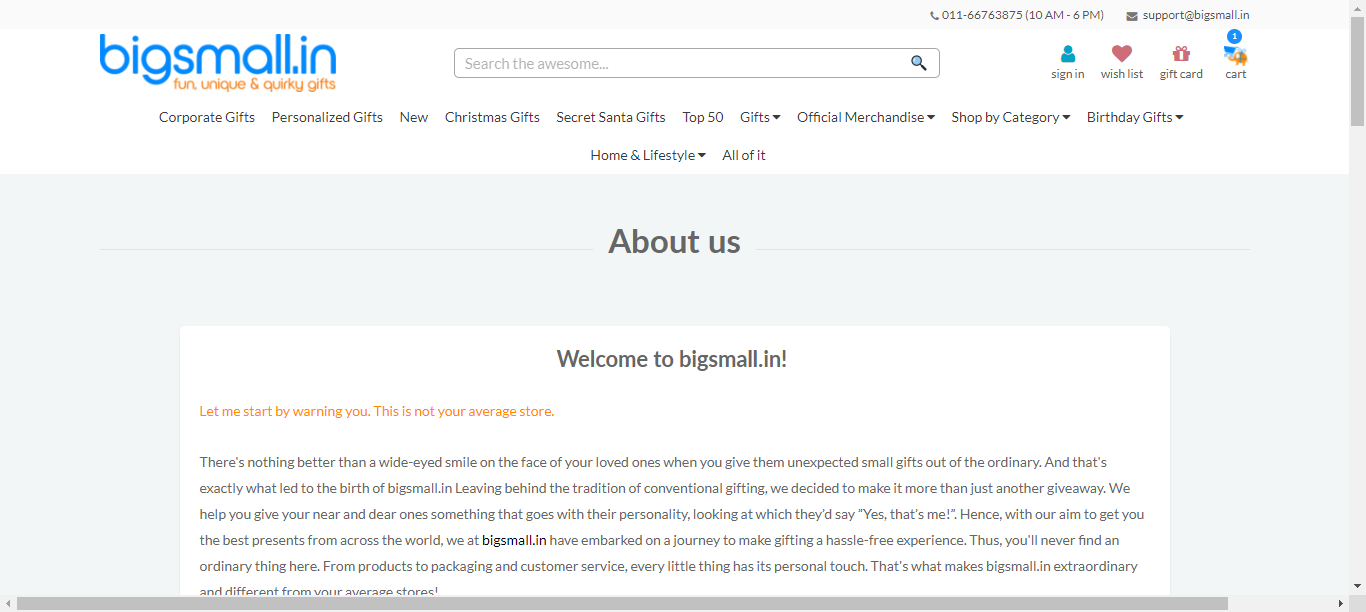 011-66763875 (10 AM - 6 PM) support@bigsmall.in
bigsmall.in
fun, unique & quirky gifts
Search the awesome...
1
sign in wish list gift card cart
Corporate Gifts Personalized Gifts New Christmas Gifts Secret Santa Gifts Top 50 Gifts Official Merchandise Shop by Category Birthday Gifts
Home & Lifestyle All of it
About us
Welcome to bigsmall.in!
Let me start by warning you. This is not your average store.
There's nothing better than a wide-eyed smile on the face of your loved ones when you give them unexpected small gifts out of the ordinary. And that's
exactly what led to the birth of bigsmall.in Leaving behind the tradition of conventional gifting, we decided to make it more than just another giveaway. We
help you give your near and dear ones something that goes with their personality, looking at which they'd say "Yes, that's me!". Hence, with our aim to get you
the best presents from across the world, we at bigsmall.in have embarked on a journey to make gifting a hassle-free experience. Thus, you'll never find an
ordinary thing here. From products to packaging and customer service, every little thing has its personal touch. That's what makes bigsmall.in extraordinary
and different from your average stores!